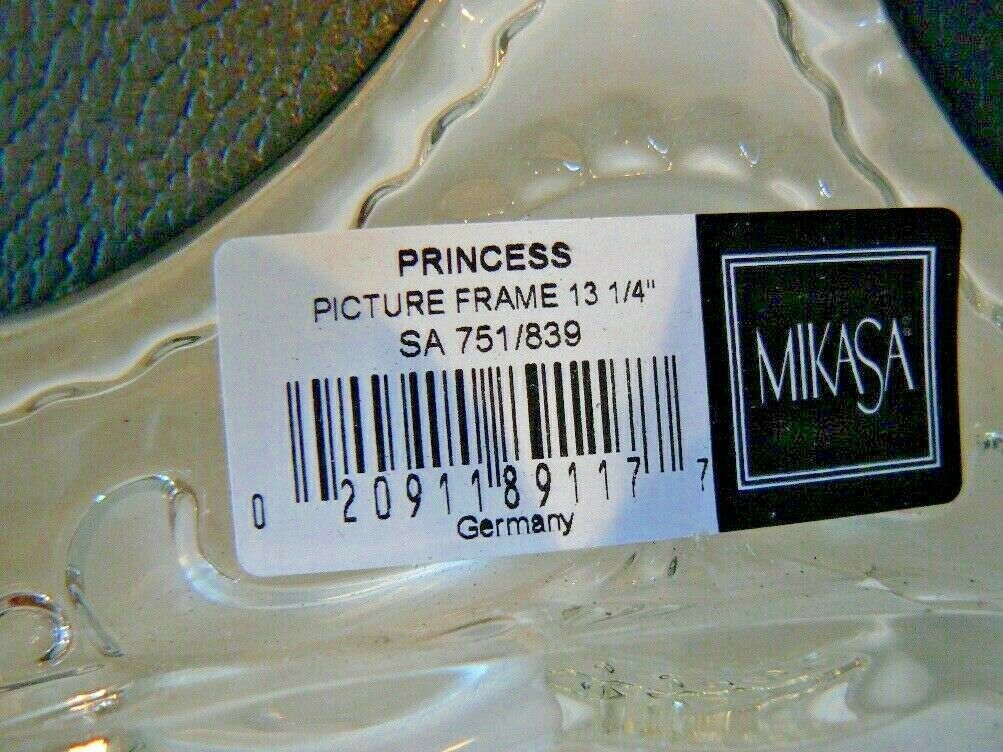 PRINCESS
PICTURE FRAME 13 1/4"
SA 751/839
0 20911 89117 7
Germany
MIKASA®